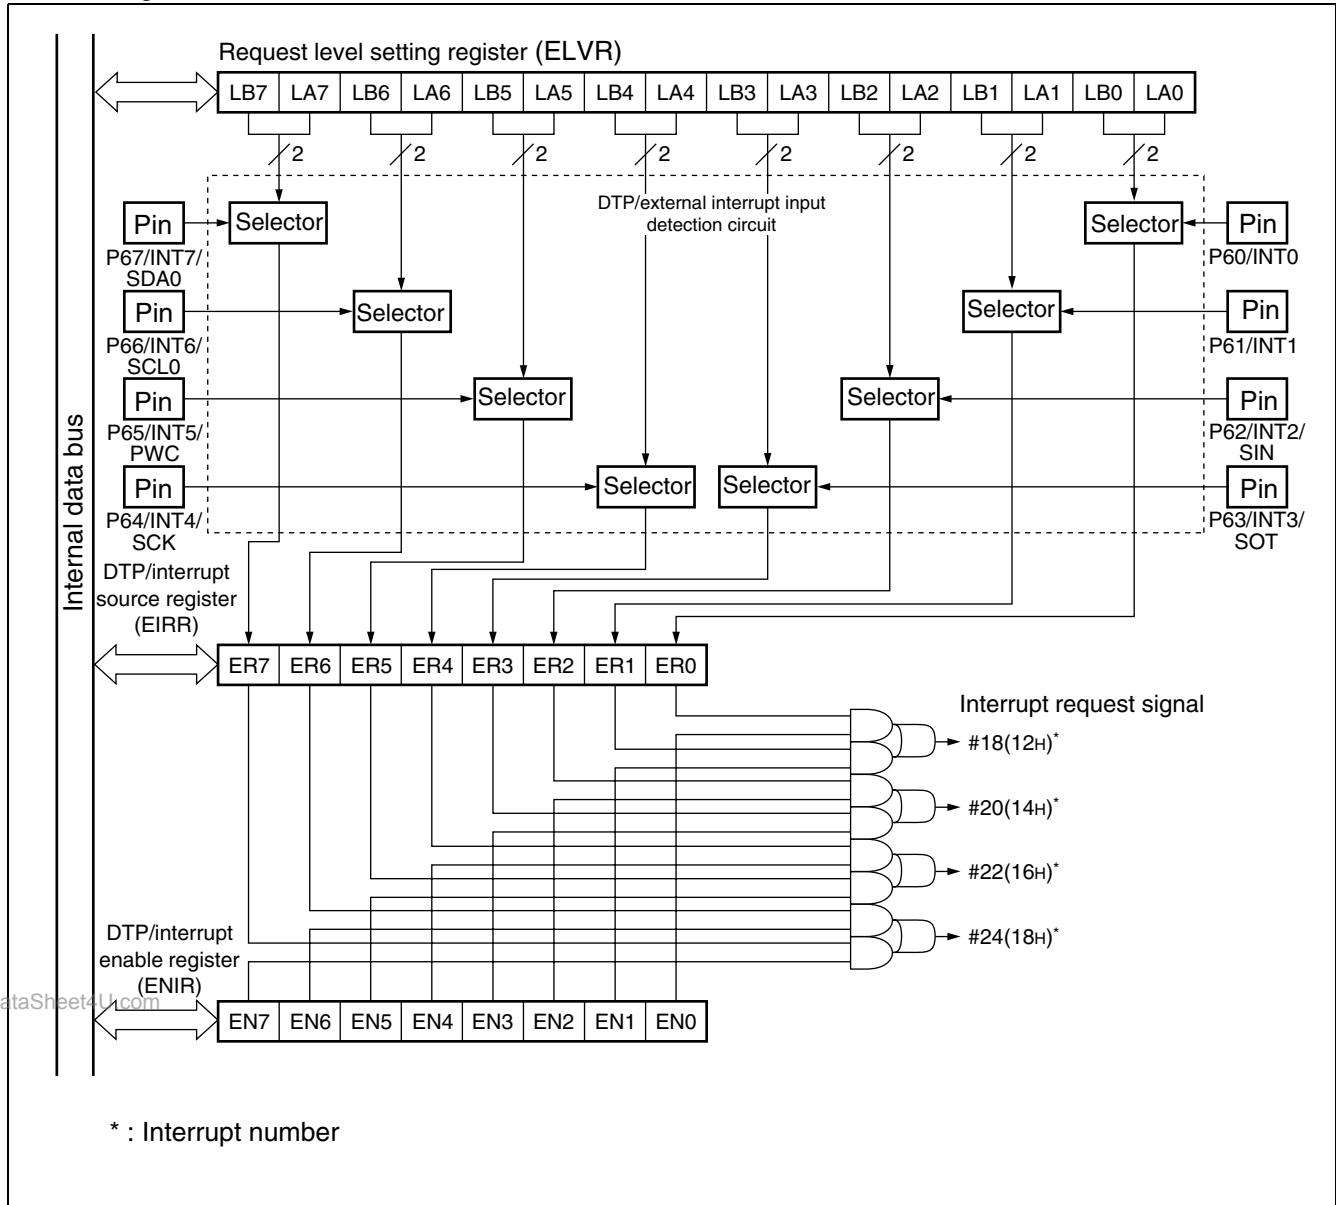 Request level setting register (ELVR)
LB7 LA7 LB6 LA6 LB5 LA5 LB4 LA4 LB3 LA3 LB2 LA2 LB1 LA1 LB0 LA0
2 2 2 2 2 2 2 2
DTP/external interrupt input
detection circuit
Pin Selector Selector Pin
P67/INT7/
SDA0
P60/INT0
Pin Selector Selector Pin
P66/INT6/
SCL0
P61/INT1
Pin Selector Selector Pin
P65/INT5/
PWC
P62/INT2/
SIN
Pin Selector Selector Pin
P64/INT4/
SCK
P63/INT3/
SOT
Internal data bus
DTP/interrupt
source register
(EIRR)
ER7 ER6 ER5 ER4 ER3 ER2 ER1 ER0
Interrupt request signal
#18(12H)*
#20(14H)*
#22(16H)*
#24(18H)*
DTP/interrupt
enable register
(ENIR)
ataSheet4U.com
EN7 EN6 EN5 EN4 EN3 EN2 EN1 EN0
* : Interrupt number